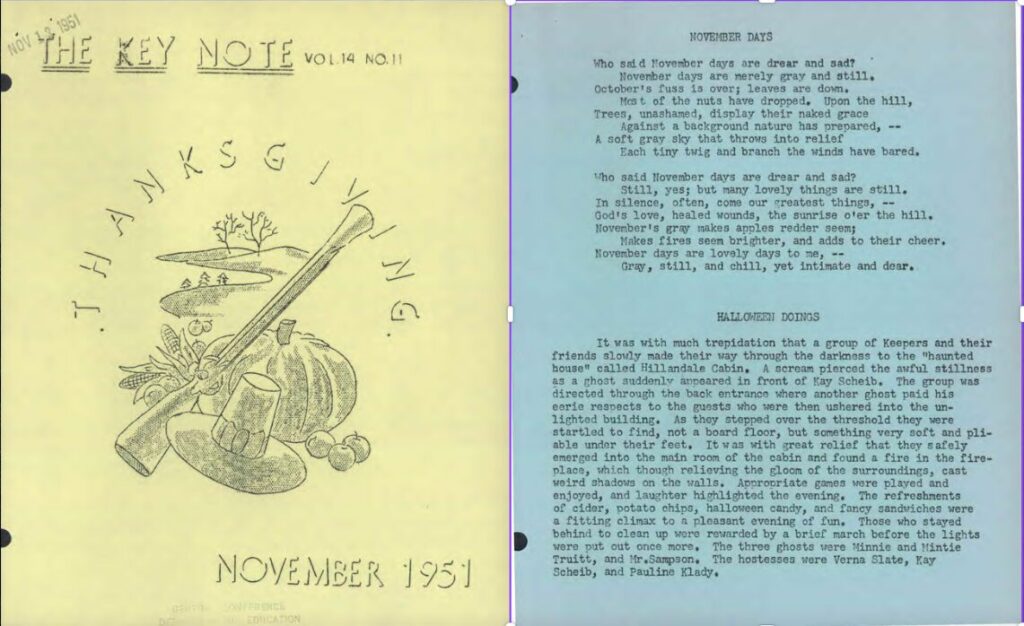 NOV 13 1951
THE KEY NOTE VOL.14 NO.11
THANKSGIVING
NOVEMBER 1951
CONFERENCE
EDUCATION
NOVEMBER DAYS
Who said November days are drear and sad?
November days are merely gray and still.
October's fuss is over; leaves are down.
Most of the nuts have dropped. Upon the hill,
Trees, unashamed, display their naked grace
Against a background nature has prepared, --
A soft gray sky that throws into relief
Each tiny twig and branch the winds have bared.
Who said November days are drear and sad?
Still, yes; but many lovely things are still.
In silence, often, come our greatest things, --
God's love, healed wounds, the sunrise o'er the hill.
November's gray makes apples redder seem;
Makes fires seem brighter, and adds to their cheer.
November days are lovely days to me, --
Gray, still, and chill, yet intimate and dear.
HALLOWEEN DOINGS
It was with much trepidation that a group of Keepers and their
friends slowly made their way through the darkness to the "haunted
house" called Hillandale Cabin. A scream pierced the awful stillness
as a ghost suddenly appeared in front of Kay Scheib. The group was
directed through the back entrance where another ghost paid his
eerie respects to the guests who were then ushered into the un-
lighted building. As they stepped over the threshold they were
startled to find, not a board floor, but something very soft and pli-
able under their feet. It was with great relief that they safely
emerged into the main room of the cabin and found a fire in the fire-
place, which though relieving the gloom of the surroundings, cast
weird shadows on the walls. Appropriate games were played and
enjoyed, and laughter highlighted the evening. The refreshments
of cider, potato chips, halloween candy, and fancy sandwiches were
a fitting climax to a pleasant evening of fun. Those who stayed
behind to clean up were rewarded by a brief march before the lights
were put out once more. The three ghosts were Minnie and Mintie
Truitt, and Mr.Sampson. The hostesses were Verna Slate, Kay
Scheib, and Pauline Klady.